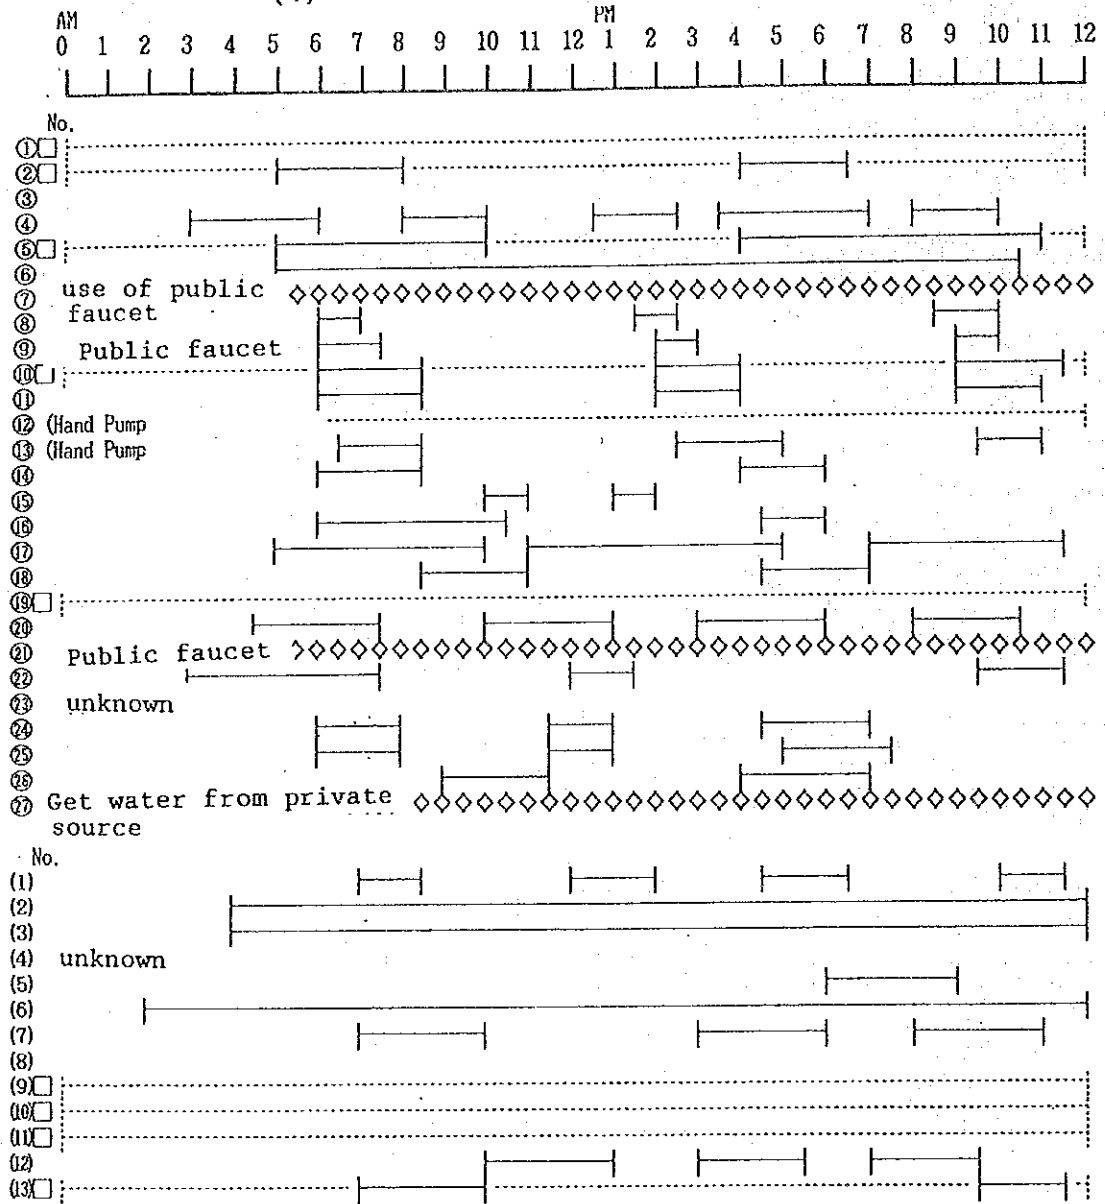 AM PM
0 1 2 3 4 5 6 7 8 9 10 11 12 1 2 3 4 5 6 7 8 9 10 11 12
No.
①
②
③
④
⑤
⑥
⑦ use of public
⑧ faucet
⑨ Public faucet
⑩
⑪
⑫ (Hand Pump
⑬ (Hand Pump
⑭
⑮
⑯
⑰
⑱
⑲
⑳
㉑ Public faucet
㉒
㉓ unknown
㉔
㉕
㉖
㉗ Get water from private
source
No.
(1)
(2)
(3)
(4) unknown
(5)
(6)
(7)
(8)
(9)
(10)
(11)
(12)
(13)